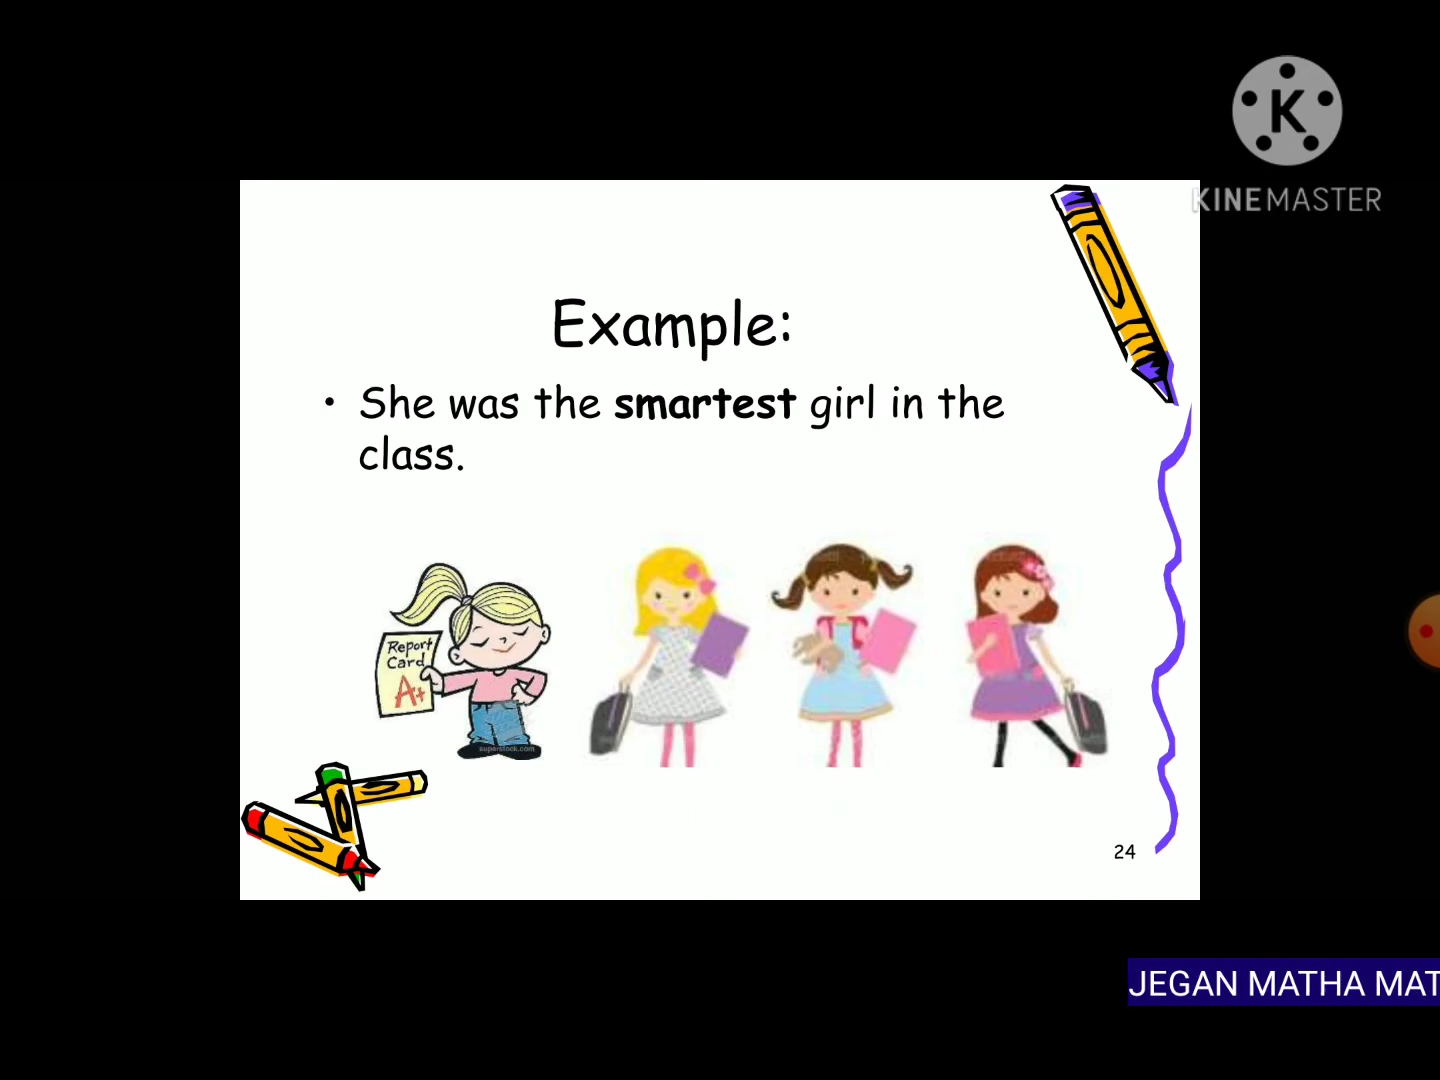 K
KINEMASTER
Example:
• She was the smartest girl in the
class.
Report
Card
A+
superstock.com
24
JEGAN MATHA MAT